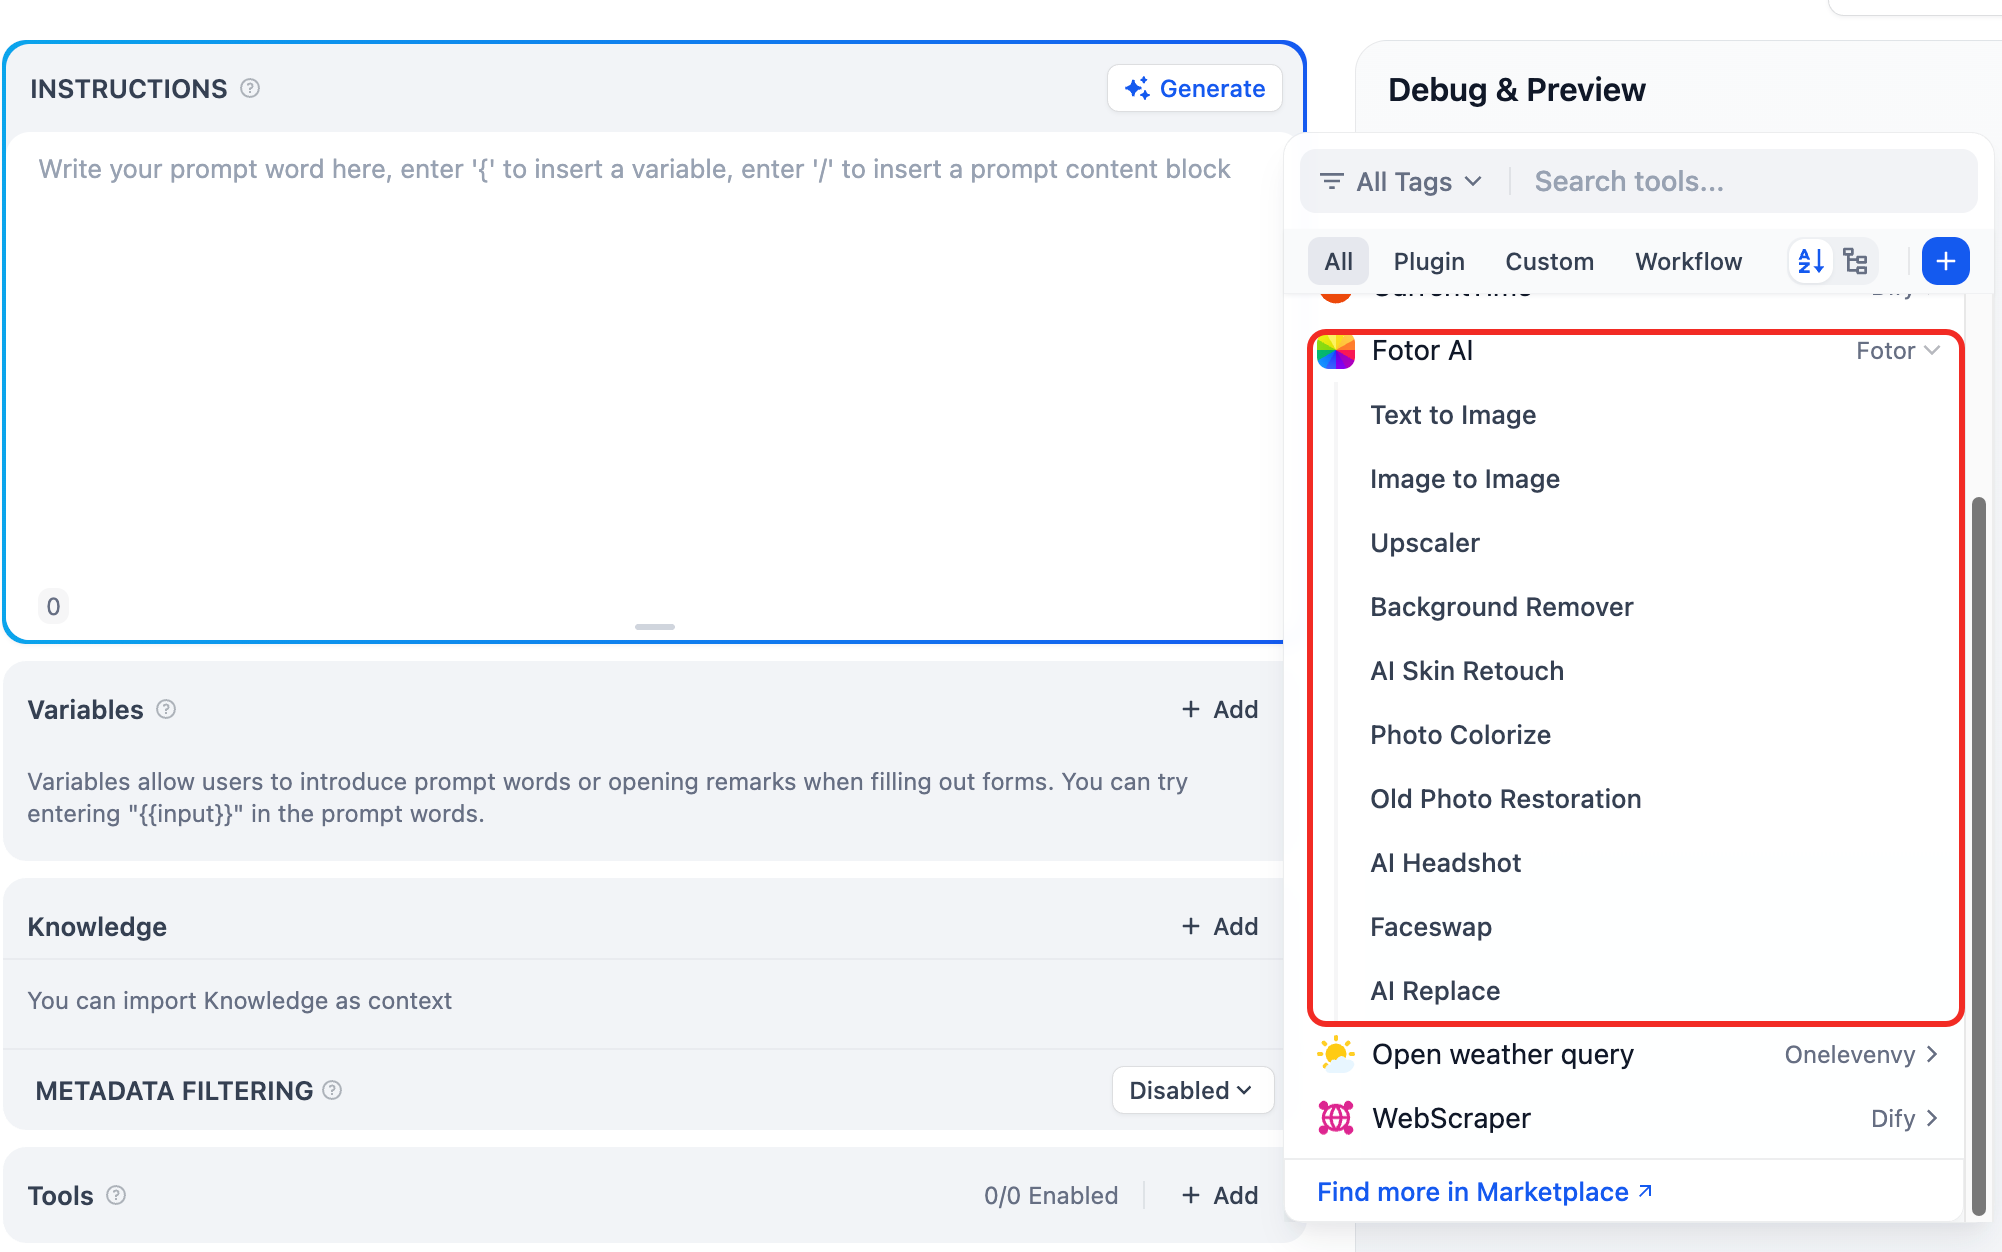 INSTRUCTIONS
Generate
Write your prompt word here, enter '{' to insert a variable, enter '/' to insert a prompt content block
0
Variables
+ Add
Variables allow users to introduce prompt words or opening remarks when filling out forms. You can try
entering "{{input}}" in the prompt words.
Knowledge
+ Add
You can import Knowledge as context
METADATA FILTERING
Disabled
Tools
0/0 Enabled
+ Add
Debug & Preview
All Tags
Search tools...
All
Plugin
Custom
Workflow
Fotor AI
Fotor
Text to Image
Image to Image
Upscaler
Background Remover
AI Skin Retouch
Photo Colorize
Old Photo Restoration
AI Headshot
Faceswap
AI Replace
Open weather query
Onelevenvy
WebScraper
Dify
Find more in Marketplace